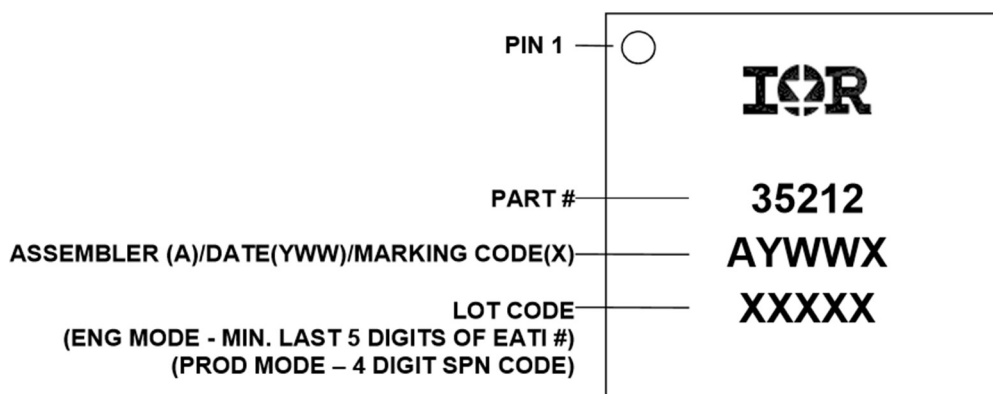 PIN 1
IOR
PART # 35212
ASSEMBLER (A)/DATE(YWW)/MARKING CODE(X) AYWWX
LOT CODE XXXXX
(ENG MODE - MIN. LAST 5 DIGITS OF EATI #)
(PROD MODE – 4 DIGIT SPN CODE)